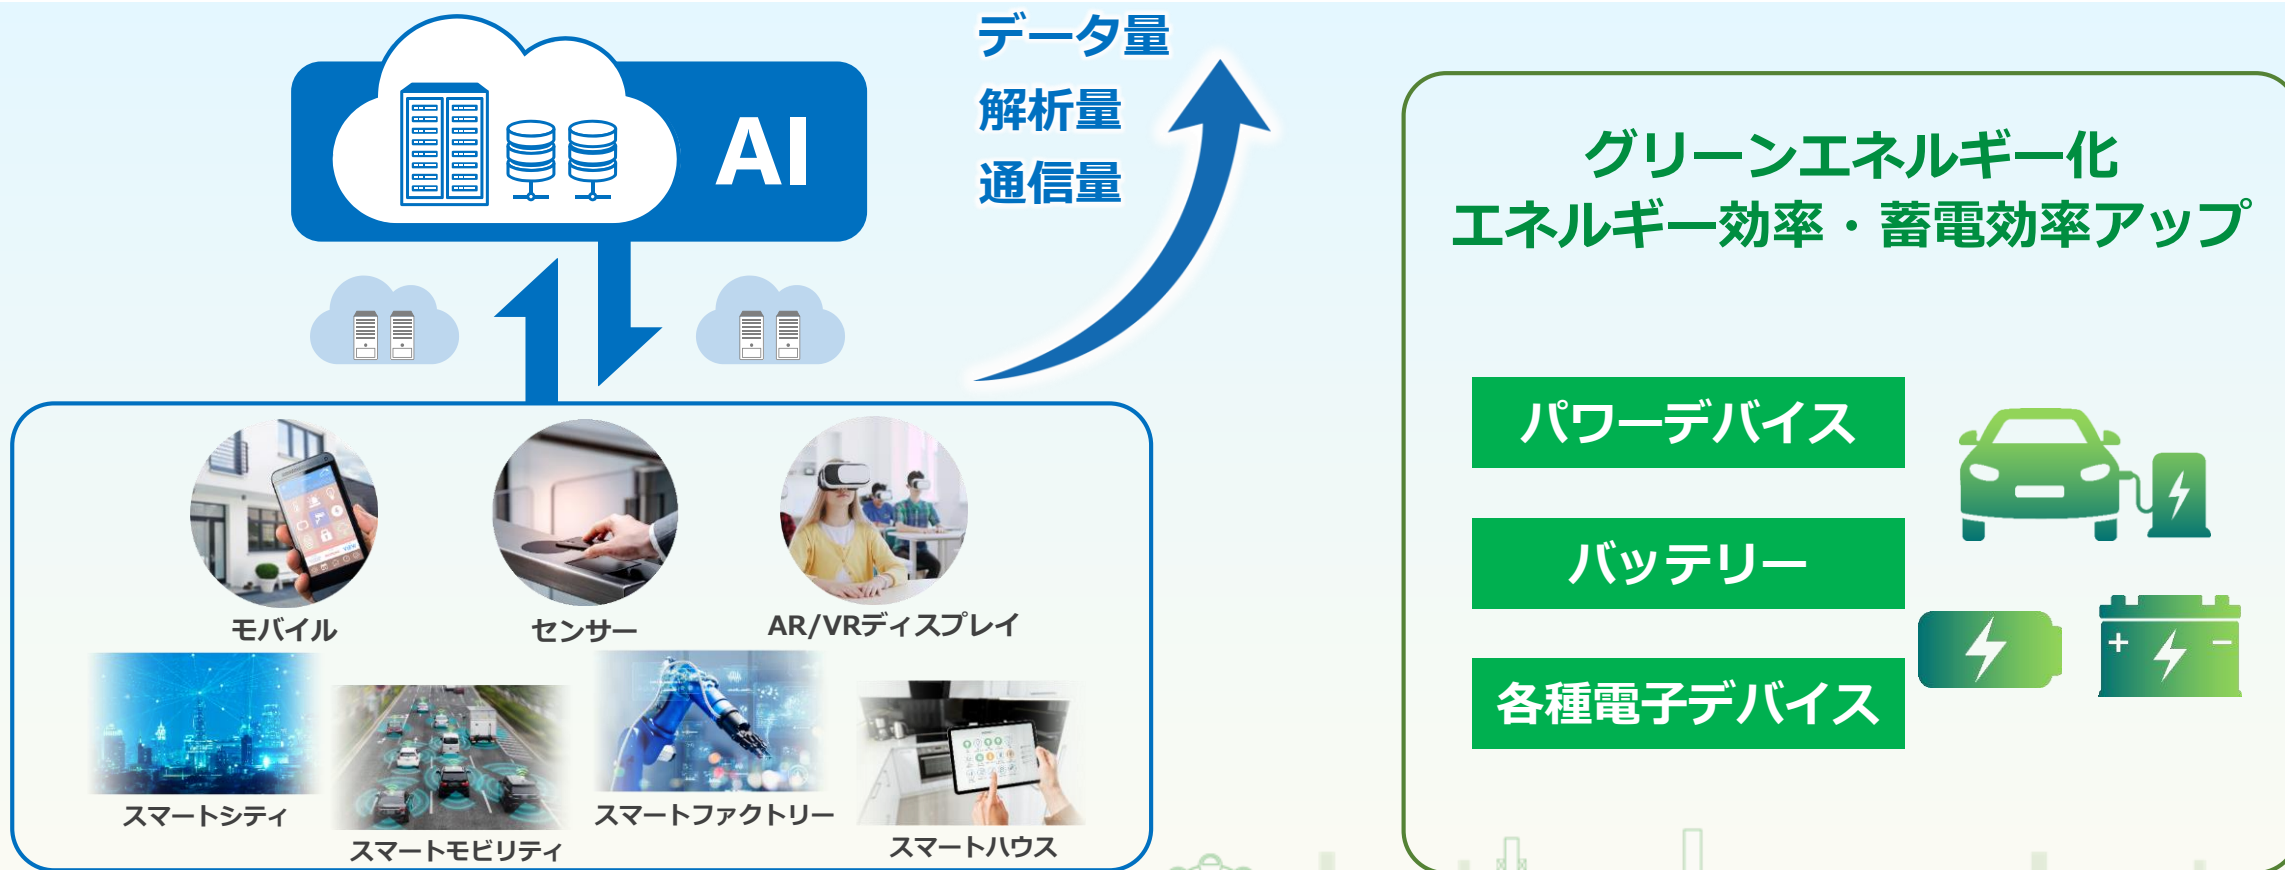 AI
データ量
解析量
通信量
モバイル
センサー
AR/VRディスプレイ
スマートシティ
スマートモビリティ
スマートファクトリー
スマートハウス
グリーンエネルギー化
エネルギー効率・蓄電効率アップ
パワーデバイス
バッテリー
各種電子デバイス